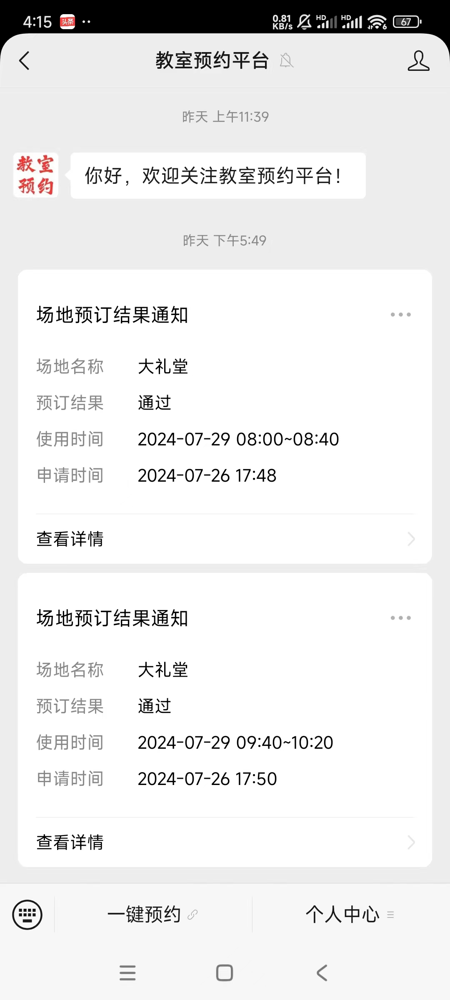 4:15 头条 0.81 KB/s HD HD 6 67
教室预约平台
昨天 上午11:39
教室
预约
你好，欢迎关注教室预约平台！
昨天 下午5:49
场地预订结果通知
场地名称 大礼堂
预订结果 通过
使用时间 2024-07-29 08:00~08:40
申请时间 2024-07-26 17:48
查看详情
场地预订结果通知
场地名称 大礼堂
预订结果 通过
使用时间 2024-07-29 09:40~10:20
申请时间 2024-07-26 17:50
查看详情
一键预约 个人中心